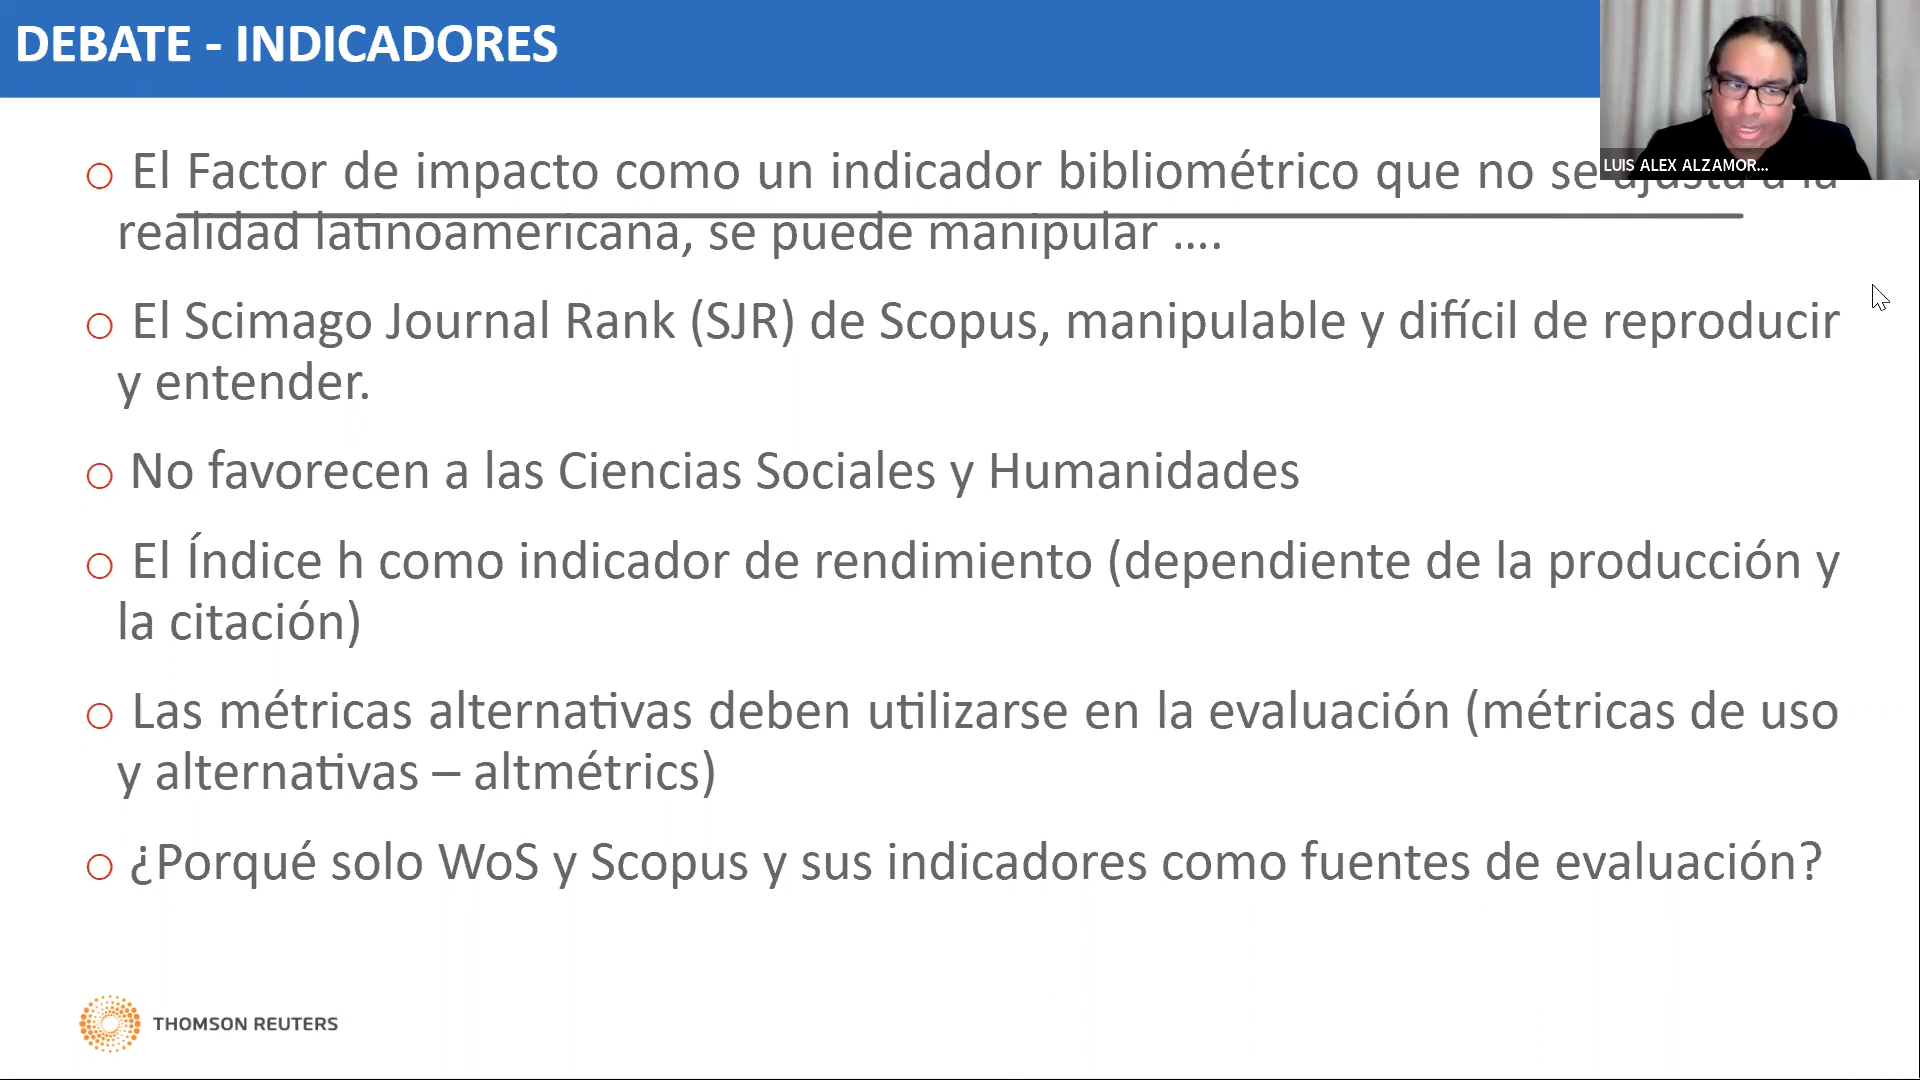 DEBATE - INDICADORES
LUIS ALEX ALZAMOR...
El Factor de impacto como un indicador bibliométrico que no se ajusta a la
realidad latinoamericana, se puede manipular ....
El Scimago Journal Rank (SJR) de Scopus, manipulable y difícil de reproducir
y entender.
No favorecen a las Ciencias Sociales y Humanidades
El Índice h como indicador de rendimiento (dependiente de la producción y
la citación)
Las métricas alternativas deben utilizarse en la evaluación (métricas de uso
y alternativas – altmétrics)
¿Porqué solo WoS y Scopus y sus indicadores como fuentes de evaluación?
THOMSON REUTERS